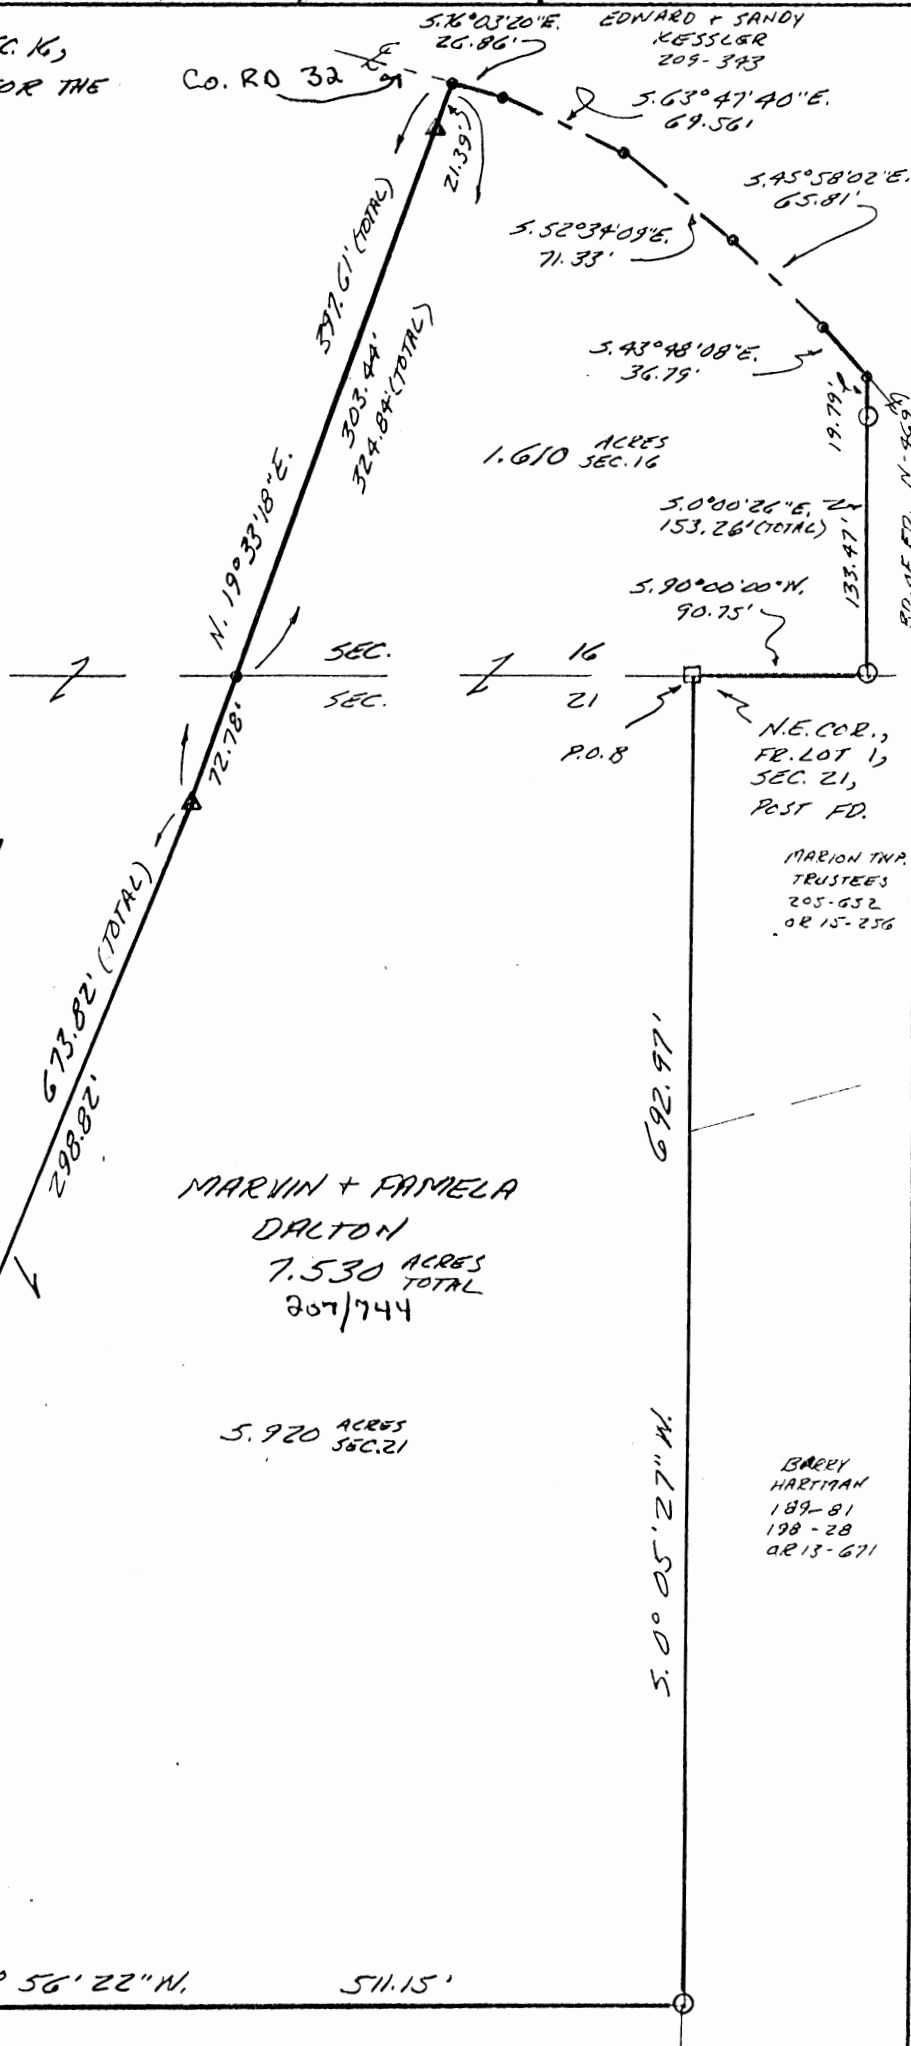 S.76°03'20"E.
26.86'
EDWARD + SANDY
KESSLER
209-343
C. 16,
OR THE
Co. RD 32
S.63°47'40"E.
69.56'
21.39'
S.45°58'02"E.
65.81'
S.52°34'09"E.
71.33'
397.61' (TOTAL)
303.44'
324.84' (TOTAL)
S.43°48'08"E.
36.79'
19.79'
1.610 ACRES
SEC.16
S.0°00'26"E.
153.26' (TOTAL)
133.47'
N. 19°33'18"E.
S.90°00'00"W.
90.75'
SEC. 16
SEC. 21
P.O.B
N.E. COR.,
FR. LOT 1,
SEC. 21,
POST FD.
72.78'
MARION TWP.
TRUSTEES
205-652
OR 15-256
673.82' (TOTAL)
298.82'
692.97'
MARVIN + PAMELA
DALTON
7.530 ACRES
TOTAL
207/744
5.920 ACRES
SEC.21
S. 0° 05' 27" W.
BARRY
HARTMAN
189-81
198-28
OR 13-671
° 56' 22" W. 511.15'